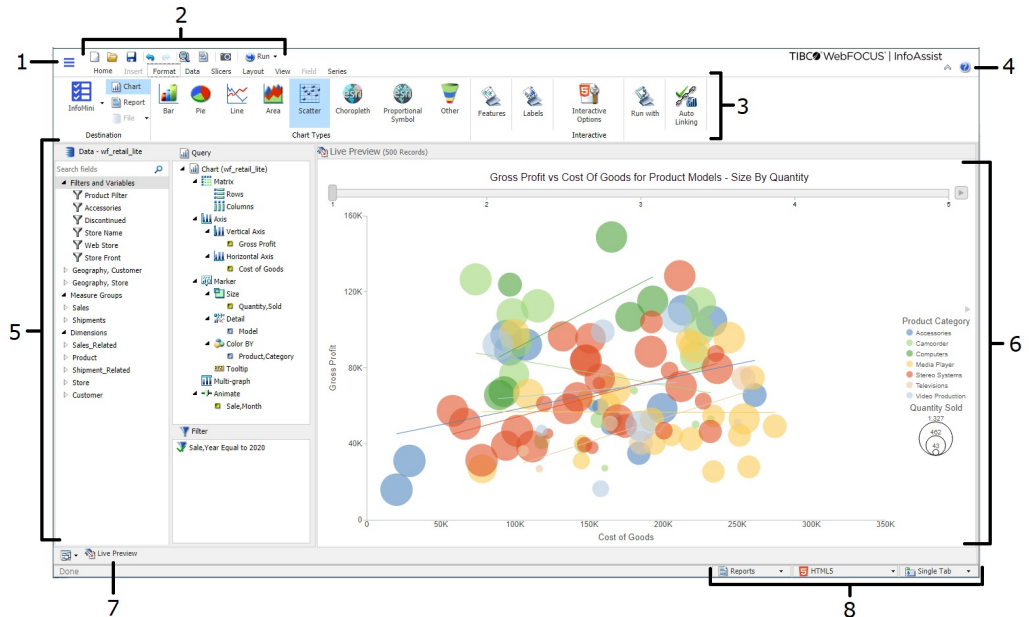 2
1
TIBCO WebFOCUS® | InfoAssist
4
Run
Home Insert Format Data Slicers Layout View Field Series
3
InfoMini
Chart
Report
File
Bar Pie Line Area Scatter Choropleth Proportional Symbol Other Features Labels Interactive Options Run with Auto Linking
Destination Chart Types Interactive
Data - wf_retail_lite
Search fields
Filters and Variables
Product Filter
Accessories
Discontinued
Store Name
Web Store
Store Front
Geography, Customer
Geography, Store
Measure Groups
Sales
Shipments
Dimensions
Sales_Related
Product
Shipment_Related
Store
Customer
5
Query
Chart (wf_retail_lite)
Matrix
Rows
Columns
Axis
Vertical Axis
Gross Profit
Horizontal Axis
Cost of Goods
Marker
Size
Quantity,Sold
Detail
Model
Color BY
Product,Category
Tooltip
Multi-graph
Animate
Sale,Month
Filter
Sale,Year Equal to 2020
Live Preview (500 Records)
Gross Profit vs Cost Of Goods for Product Models - Size By Quantity
1 2 3 4 5
160K
120K
80K
40K
0
Gross Profit
0 50K 100K 150K 200K 250K 300K 350K
Cost of Goods
Product Category
Accessories
Camcorder
Computers
Media Player
Stereo Systems
Televisions
Video Production
Quantity Sold
1,327
482
43
6
Live Preview
Done
Reports HTML5 Single Tab
7
8